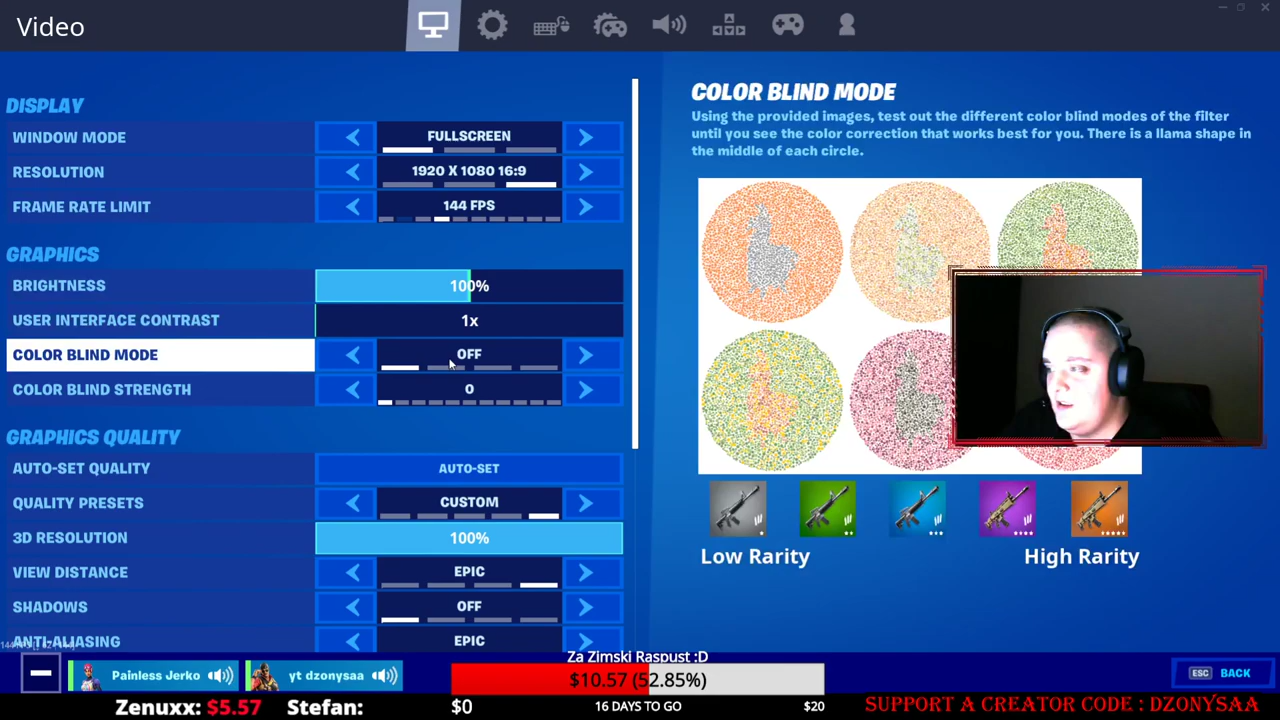 Video
DISPLAY
WINDOW MODE
FULLSCREEN
RESOLUTION
1920 X 1080 16:9
FRAME RATE LIMIT
144 FPS
GRAPHICS
BRIGHTNESS
100%
USER INTERFACE CONTRAST
1x
COLOR BLIND MODE
OFF
COLOR BLIND STRENGTH
0
GRAPHICS QUALITY
AUTO-SET QUALITY
AUTO-SET
QUALITY PRESETS
CUSTOM
3D RESOLUTION
100%
VIEW DISTANCE
EPIC
SHADOWS
OFF
ANTI-ALIASING
EPIC
COLOR BLIND MODE
Using the provided images, test out the different color blind modes of the filter
until you see the color correction that works best for you. There is a llama shape in
the middle of each circle.
Low Rarity
High Rarity
Painless Jerko
yt dzonysaa
Za Zimski Raspust :D
$10.57 (52.85%)
ESC BACK
Zenuxx: $5.57 Stefan:
$0
16 DAYS TO GO
$20
SUPPORT A CREATOR CODE : DZONYSAA